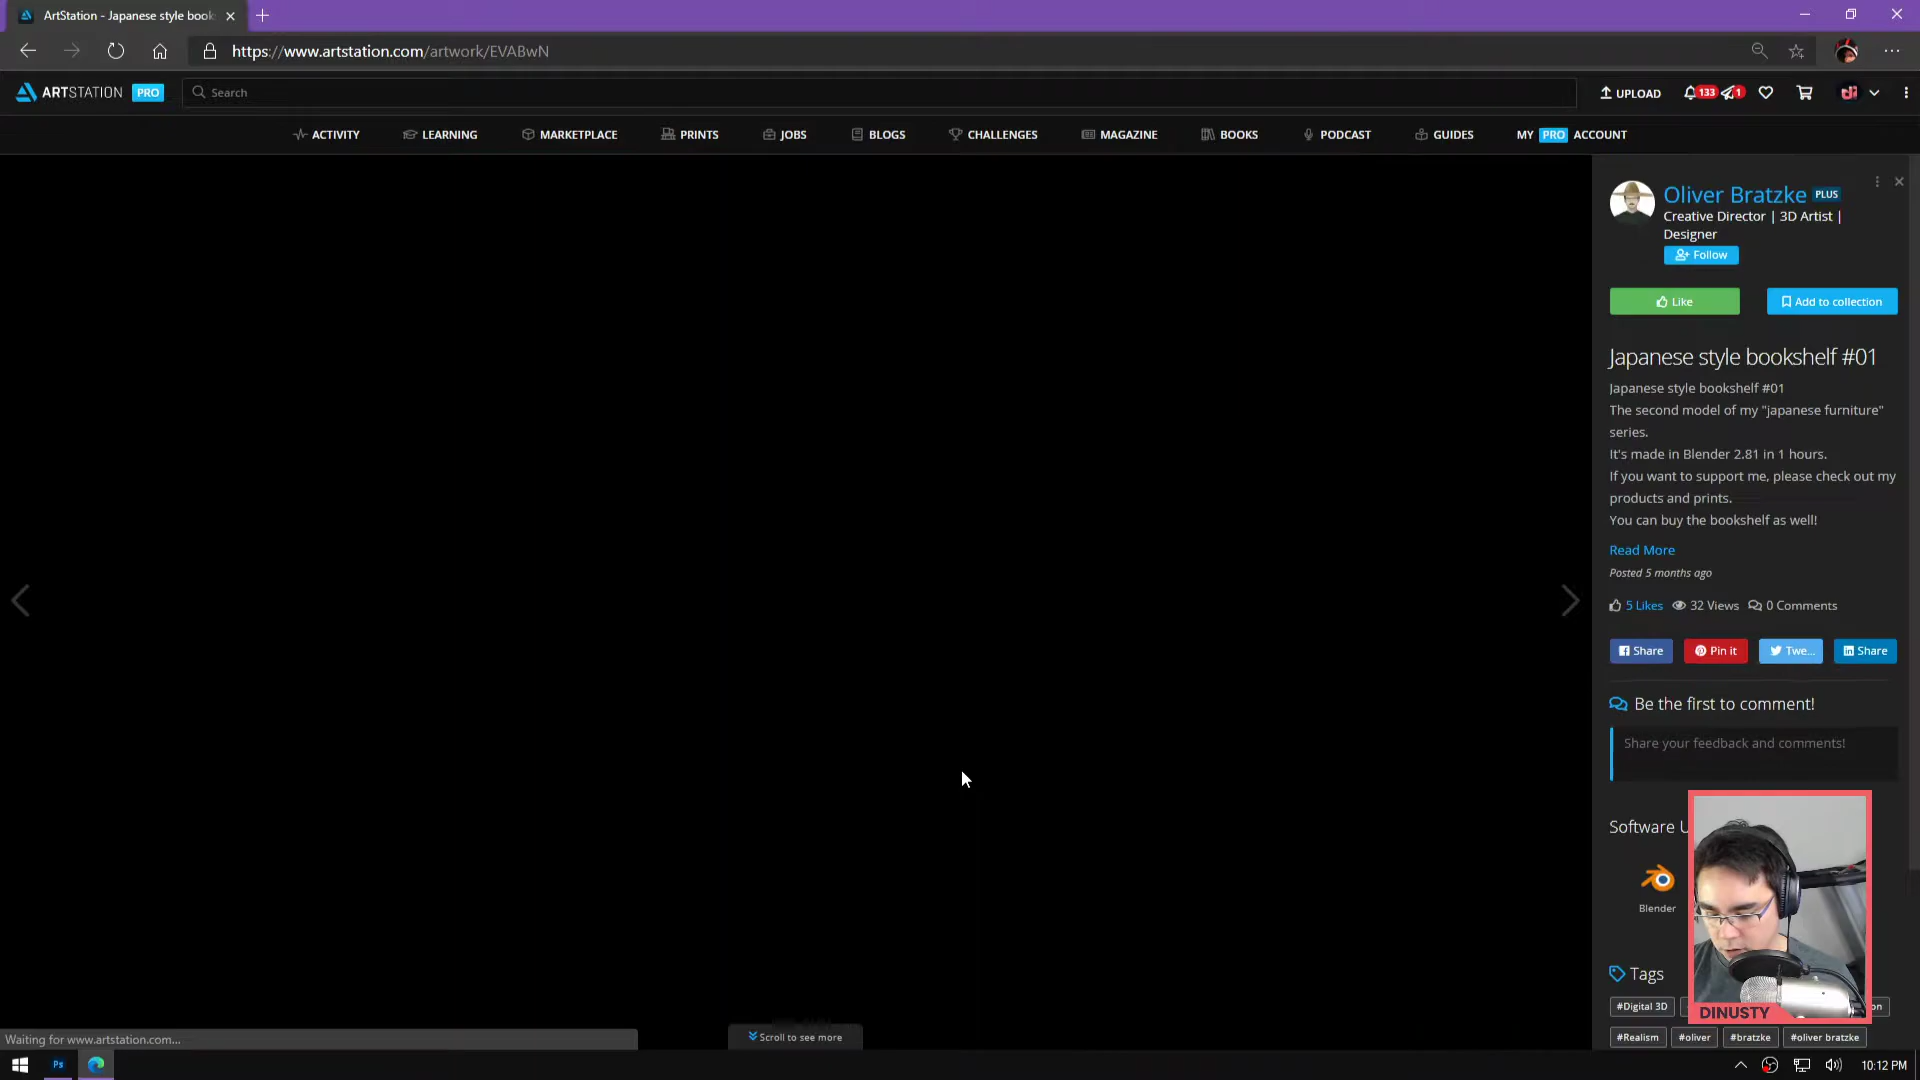 ArtStation - Japanese style book
https://www.artstation.com/artwork/EVABwN
ARTSTATION PRO
Search
UPLOAD
133
1
ACTIVITY
LEARNING
MARKETPLACE
PRINTS
JOBS
BLOGS
CHALLENGES
MAGAZINE
BOOKS
PODCAST
GUIDES
MY PRO ACCOUNT
Oliver Bratzke PLUS
Creative Director | 3D Artist |
Designer
Follow
Like
Add to collection
Japanese style bookshelf #01
Japanese style bookshelf #01
The second model of my "japanese furniture"
series.
It's made in Blender 2.81 in 1 hours.
If you want to support me, please check out my
products and prints.
You can buy the bookshelf as well!
Read More
Posted 5 months ago
5 Likes 32 Views 0 Comments
Share
Pin it
Twe...
Share
Be the first to comment!
Share your feedback and comments!
Software U
Blender
Tags
#Digital 3D
on
#Realism
#oliver
#bratzke
#oliver bratzke
DINUSTY
Waiting for www.artstation.com...
Scroll to see more
Ps
10:12 PM